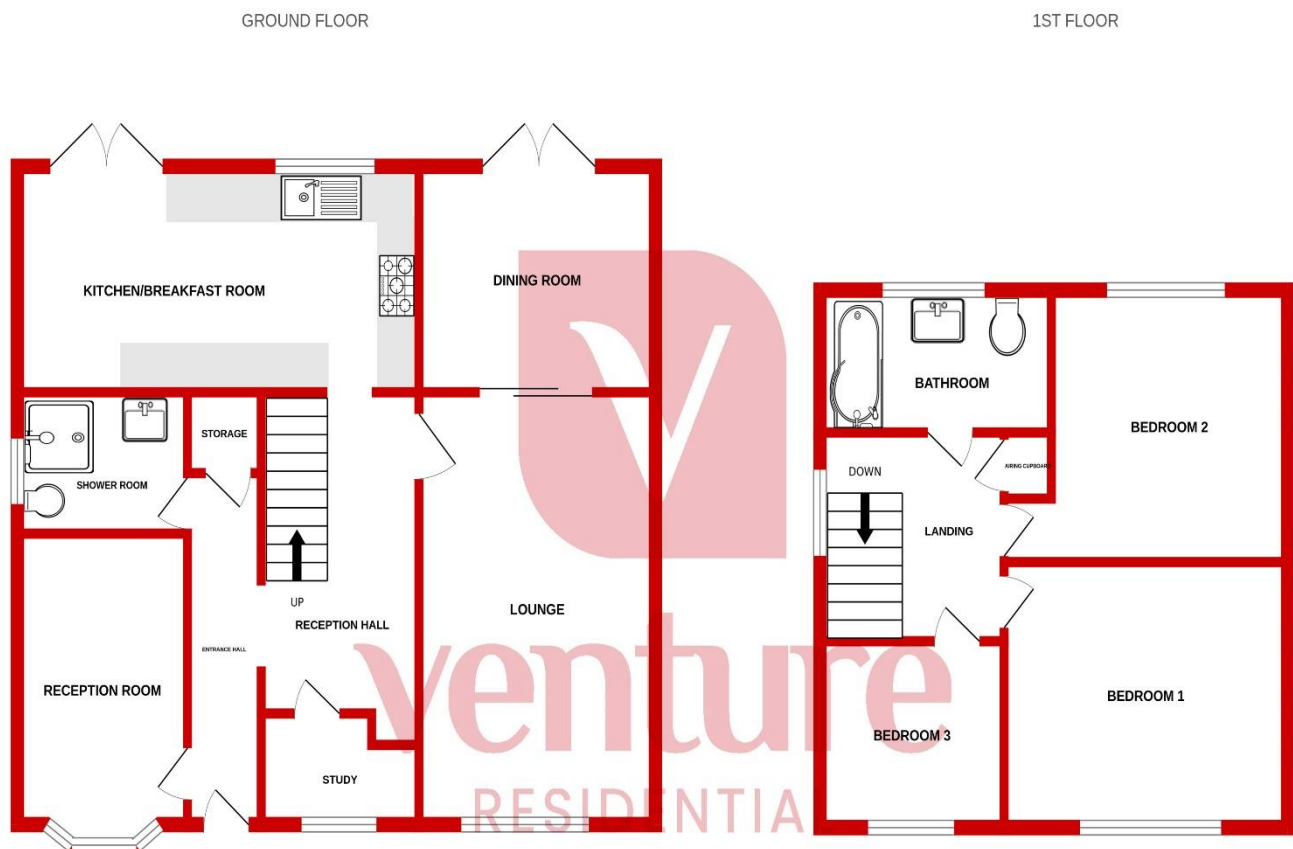 GROUND FLOOR
1ST FLOOR
KITCHEN/BREAKFAST ROOM
DINING ROOM
STORAGE
SHOWER ROOM
UP
RECEPTION HALL
LOUNGE
ENTRANCE HALL
RECEPTION ROOM
STUDY
BATHROOM
BEDROOM 2
DOWN
AIRING CUPBOARD
LANDING
BEDROOM 1
BEDROOM 3
venture
RESIDENTIA